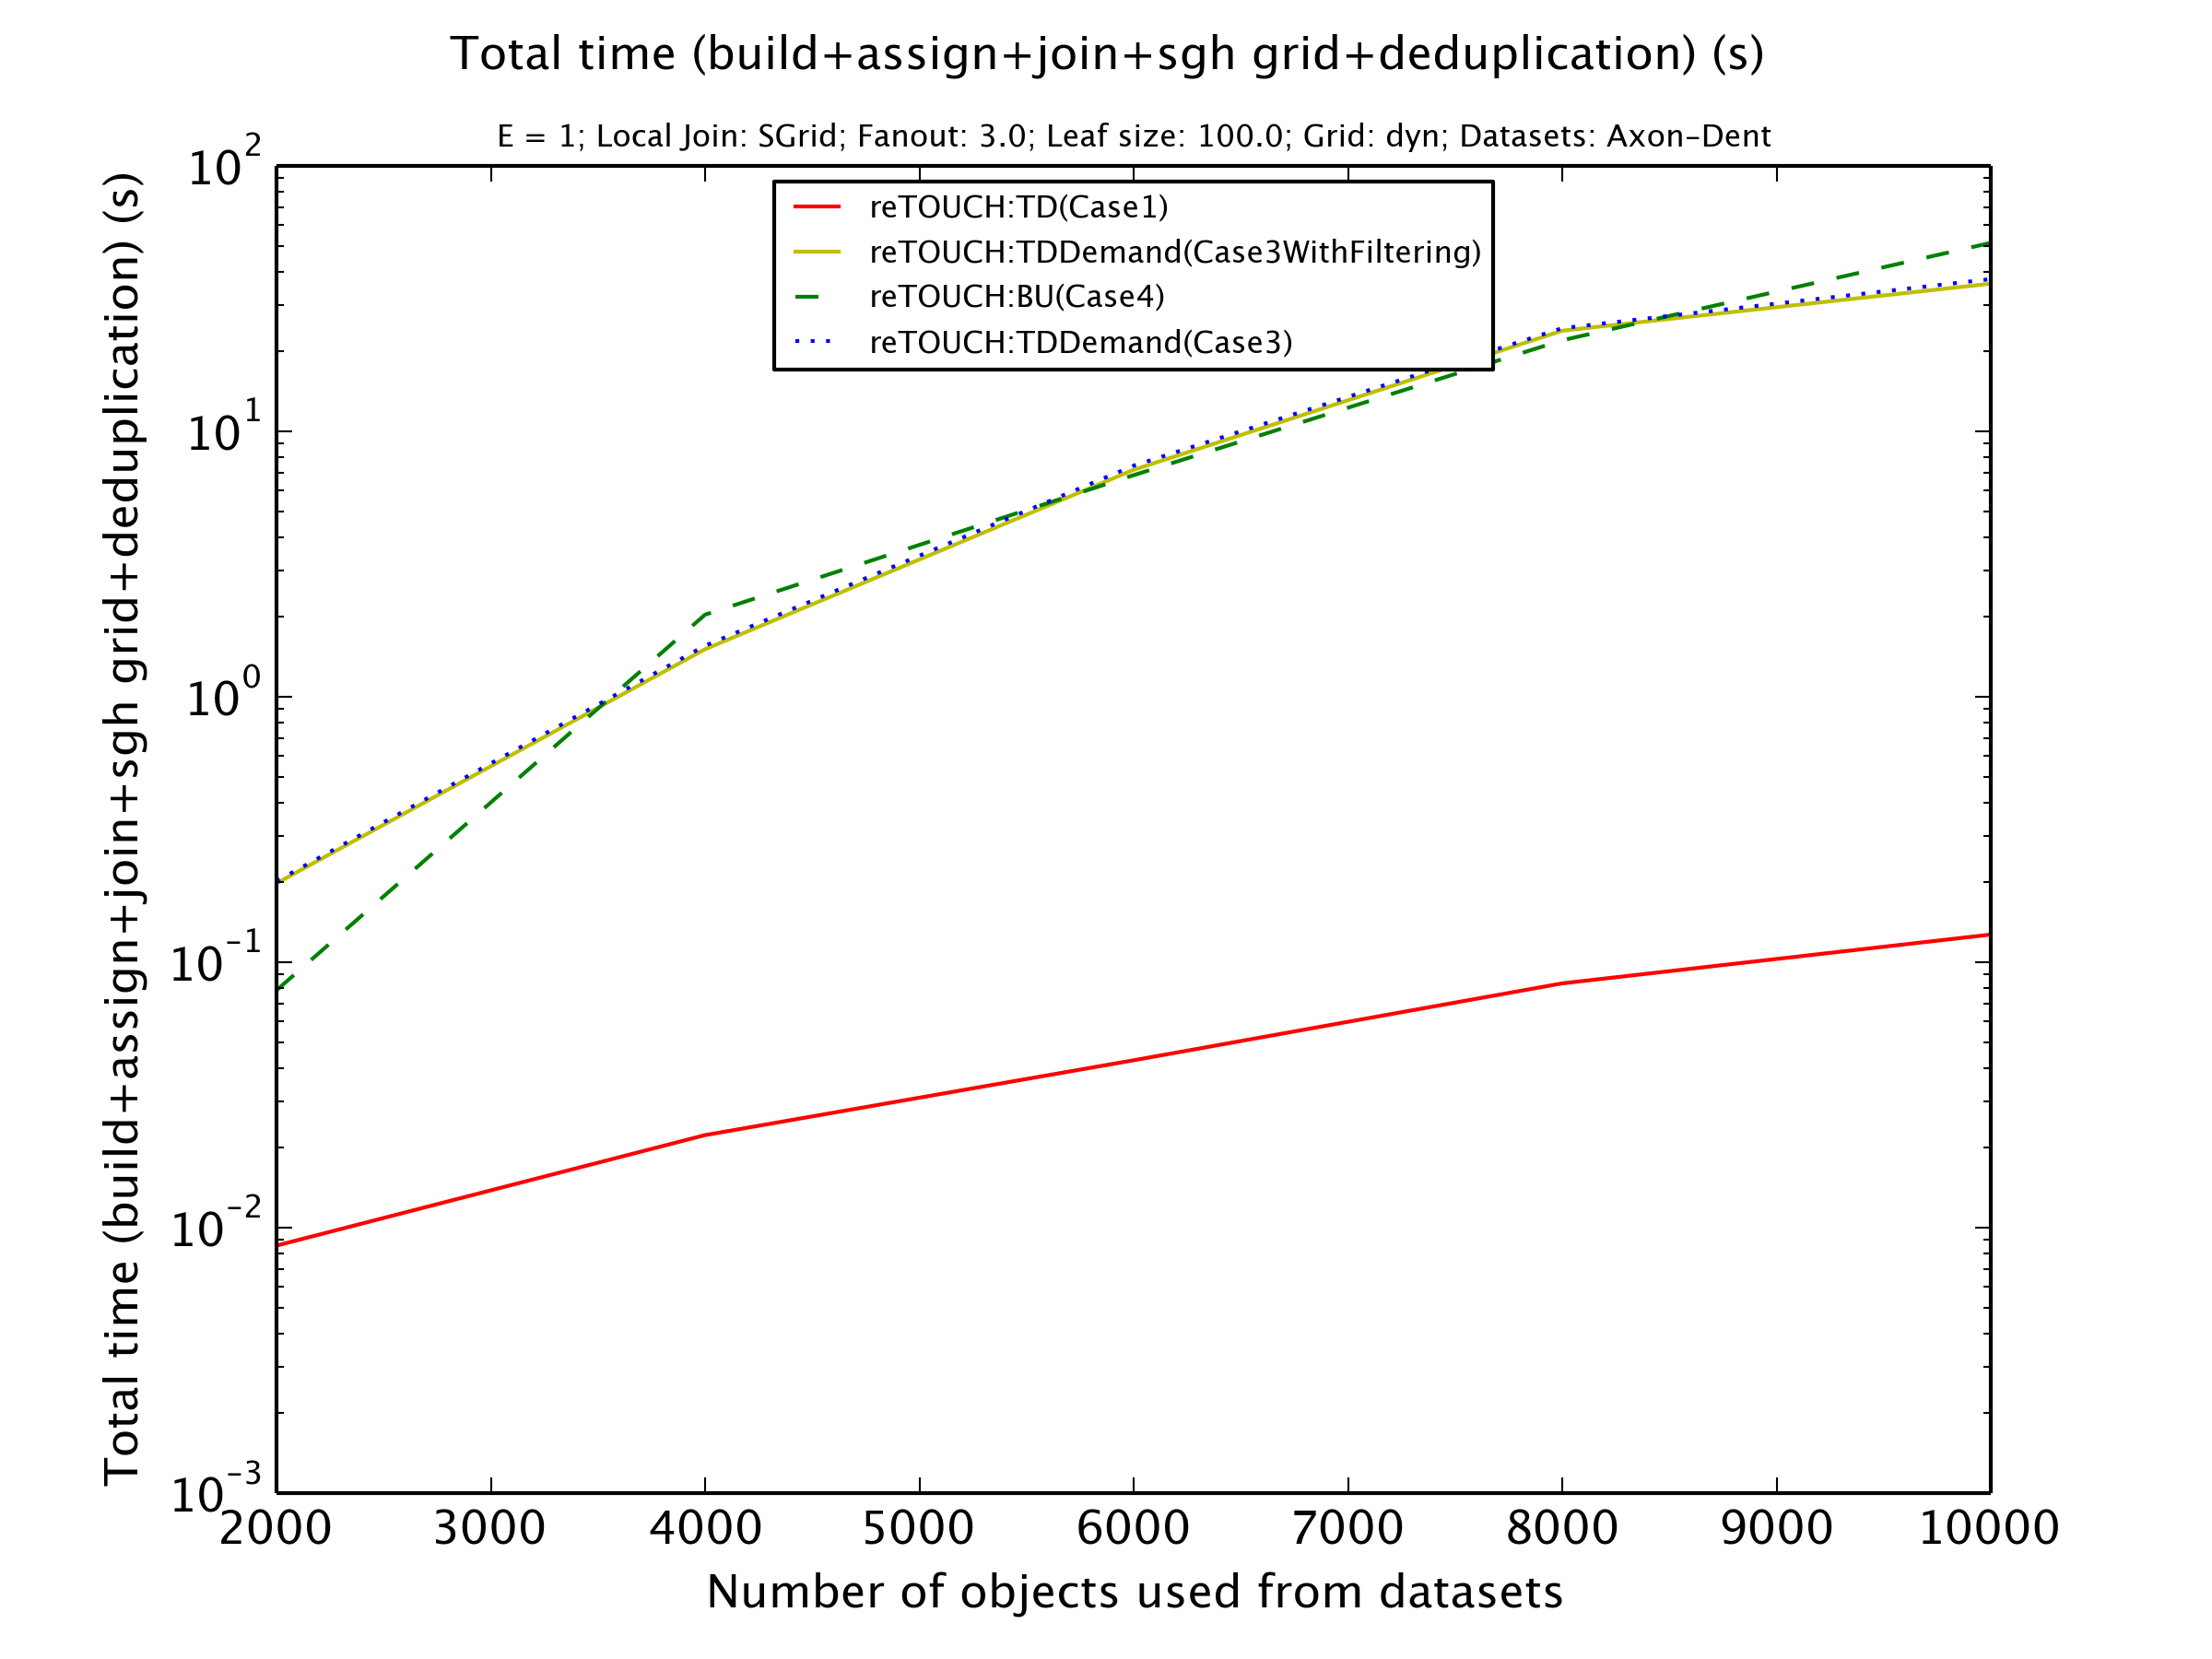 Total time (build+assign+join+sgh grid+deduplication) (s)
E = 1; Local Join: SGrid; Fanout: 3.0; Leaf size: 100.0; Grid: dyn; Datasets: Axon-Dent
Total time (build+assign+join+sgh grid+deduplication) (s)
10^2
10^1
10^0
10^-1
10^-2
10^-3
reTOUCH:TD(Case1)
reTOUCH:TDDemand(Case3WithFiltering)
reTOUCH:BU(Case4)
reTOUCH:TDDemand(Case3)
2000 3000 4000 5000 6000 7000 8000 9000 10000
Number of objects used from datasets